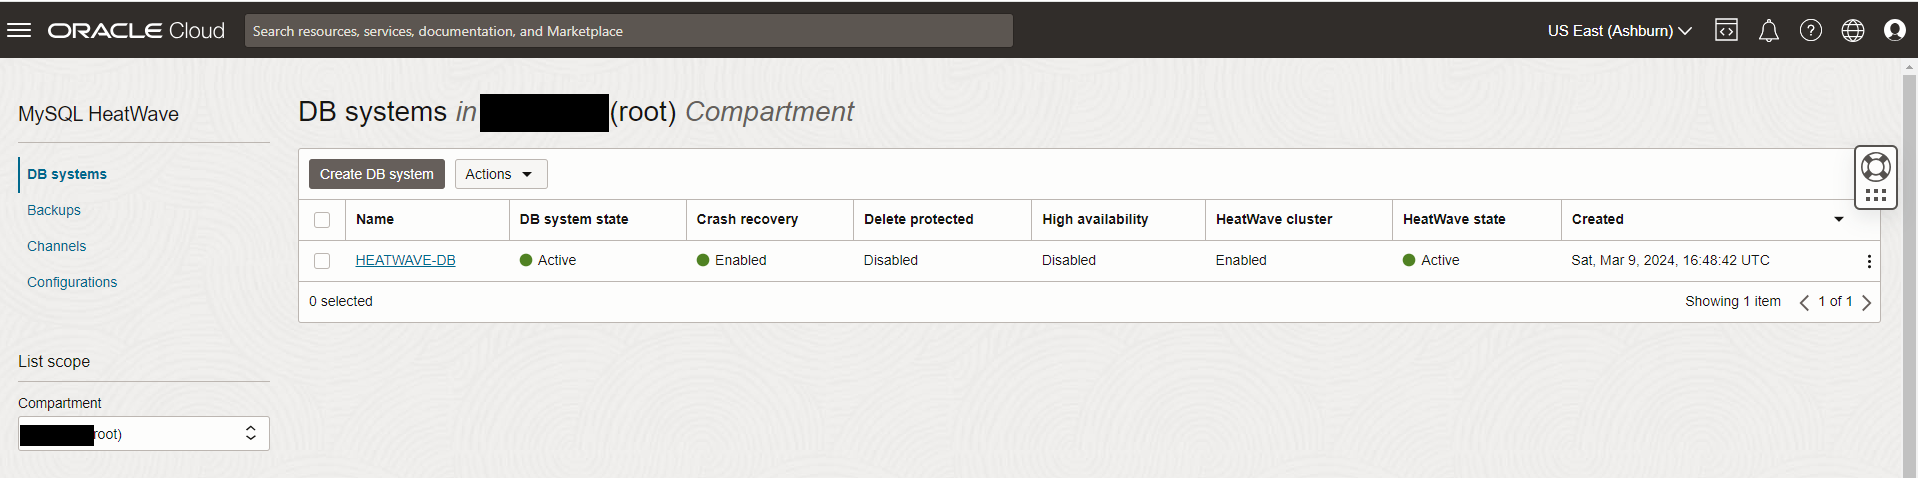 ORACLE Cloud
Search resources, services, documentation, and Marketplace
US East (Ashburn)
MySQL HeatWave
DB systems
Backups
Channels
Configurations
List scope
Compartment
root)
DB systems in (root) Compartment
Create DB system Actions
Name DB system state Crash recovery Delete protected High availability HeatWave cluster HeatWave state Created
HEATWAVE-DB Active Enabled Disabled Disabled Enabled Active Sat, Mar 9, 2024, 16:48:42 UTC
0 selected Showing 1 item 1 of 1